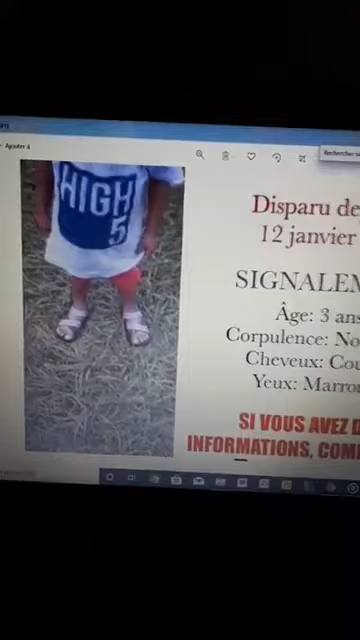 Ajouter à
HIGH
5
Disparu de
12 janvier
SIGNALEM
Âge: 3 ans
Corpulence: No
Cheveux: Cou
Yeux: Marro
SI VOUS AVEZ D
INFORMATIONS, COM